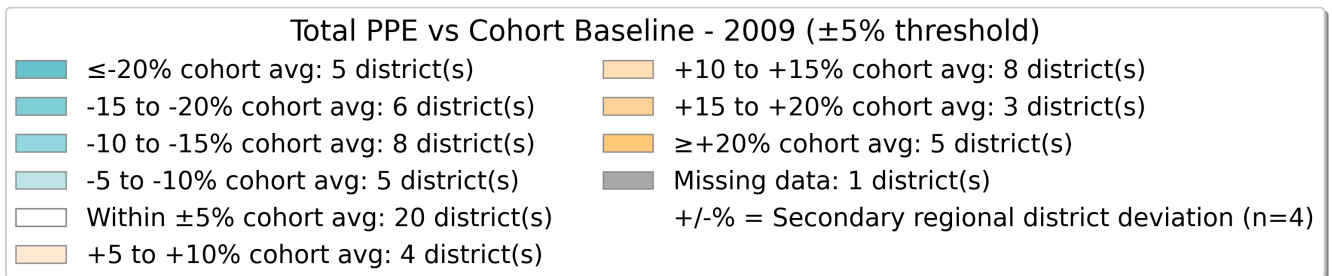 Total PPE vs Cohort Baseline - 2009 (±5% threshold)
≤-20% cohort avg: 5 district(s)
-15 to -20% cohort avg: 6 district(s)
-10 to -15% cohort avg: 8 district(s)
-5 to -10% cohort avg: 5 district(s)
Within ±5% cohort avg: 20 district(s)
+5 to +10% cohort avg: 4 district(s)
+10 to +15% cohort avg: 8 district(s)
+15 to +20% cohort avg: 3 district(s)
≥+20% cohort avg: 5 district(s)
Missing data: 1 district(s)
+/-% = Secondary regional district deviation (n=4)